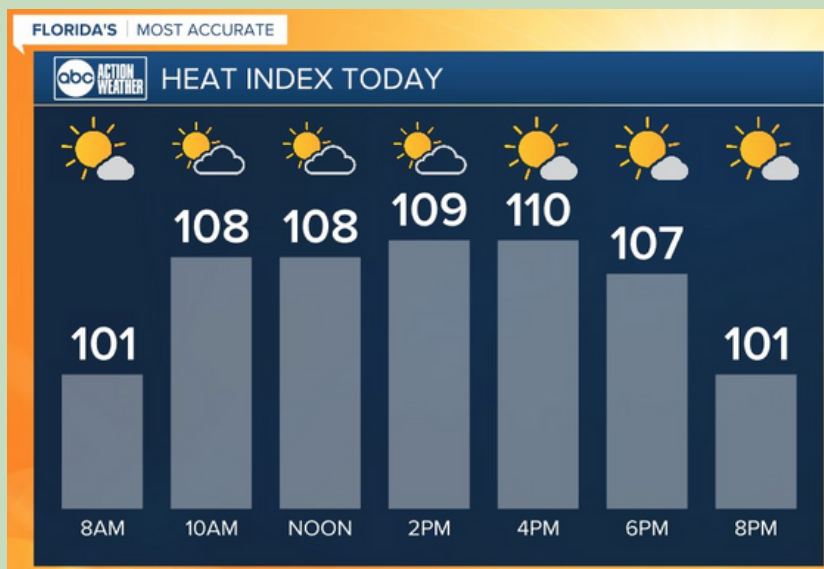 FLORIDA'S MOST ACCURATE
abc ACTION WEATHER HEAT INDEX TODAY
101 108 108 109 110 107 101
8AM 10AM NOON 2PM 4PM 6PM 8PM